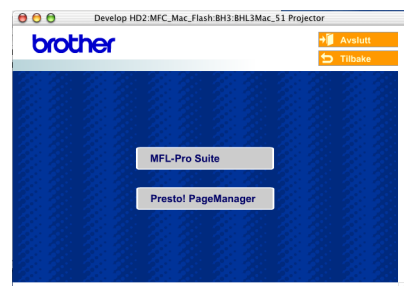 Develop HD2:MFC_Mac_Flash:BH3:BHL3Mac_51 Projector
brother
Avslutt
Tilbake
MFL-Pro Suite
Presto! PageManager